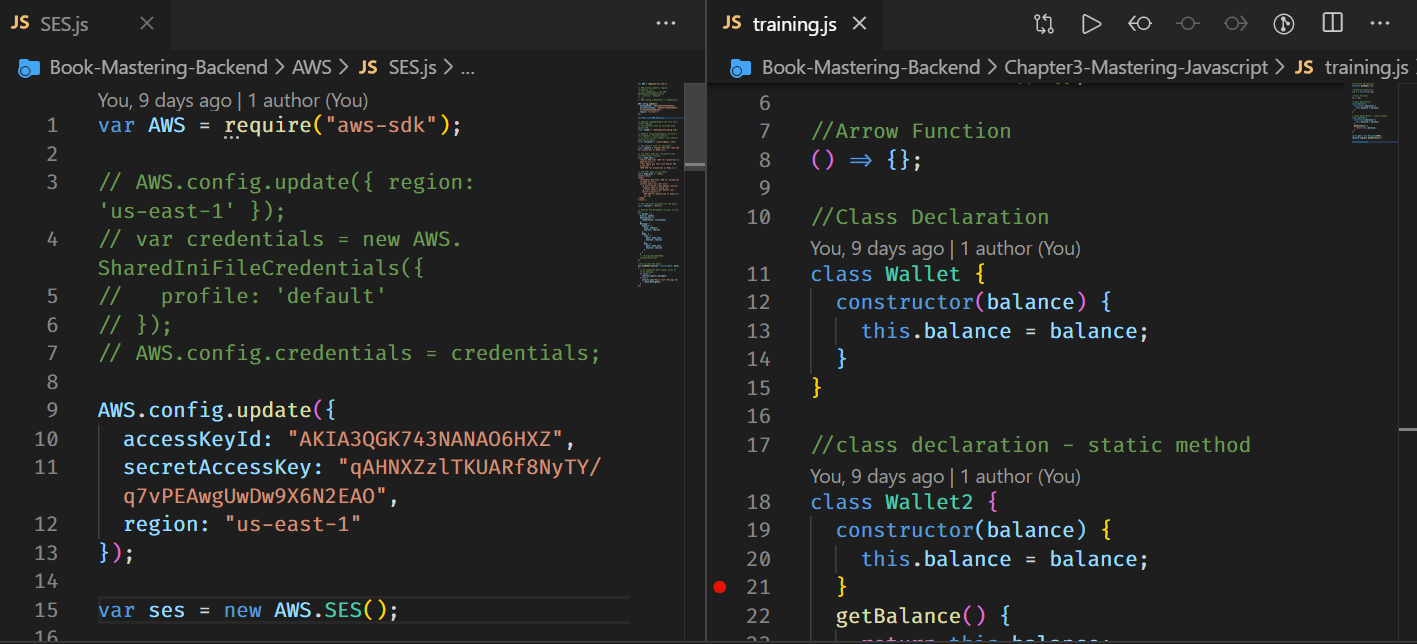 JS SES.js
Book-Mastering-Backend > AWS > JS SES.js > ...
You, 9 days ago | 1 author (You)
1 var AWS = require("aws-sdk");
2
3 // AWS.config.update({ region:
'us-east-1' });
4 // var credentials = new AWS.
SharedIniFileCredentials({
5 //   profile: 'default'
6 // });
7 // AWS.config.credentials = credentials;
8
9 AWS.config.update({
10   accessKeyId: "AKIA3QGK743NANAO6HXZ",
11   secretAccessKey: "qAHNXZzlTKUARf8NyTY/
q7vPEAwgUwDw9X6N2EAO",
12   region: "us-east-1"
13 });
14
15 var ses = new AWS.SES();
16
JS training.js
Book-Mastering-Backend > Chapter3-Mastering-Javascript > JS training.js
6
7 //Arrow Function
8 () => {};
9
10 //Class Declaration
You, 9 days ago | 1 author (You)
11 class Wallet {
12   constructor(balance) {
13     this.balance = balance;
14   }
15 }
16
17 //class declaration - static method
You, 9 days ago | 1 author (You)
18 class Wallet2 {
19   constructor(balance) {
20     this.balance = balance;
21   }
22   getBalance() {
23     return this.balance;